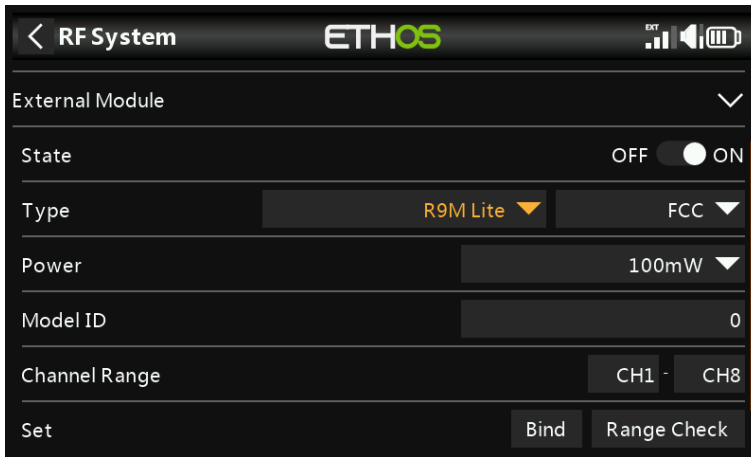 RF System ETHOS EXT
External Module
State OFF ON
Type R9M Lite FCC
Power 100mW
Model ID 0
Channel Range CH1 - CH8
Set Bind Range Check